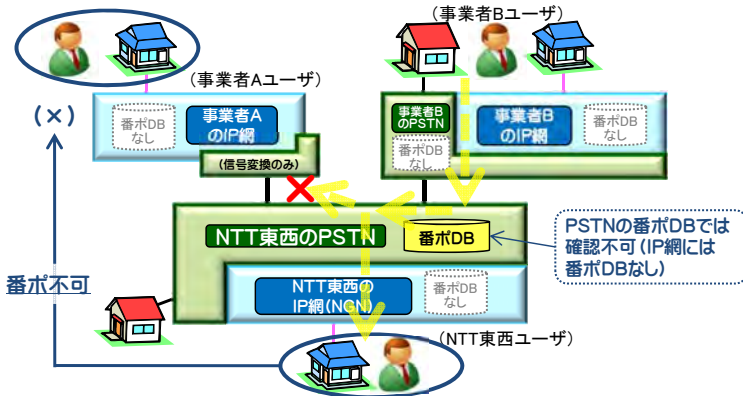 (事業者Bユーザ)
(事業者Aユーザ)
(×)
番ポDB
なし
事業者A
のIP網
(信号変換のみ)
事業者B
のPSTN
番ポDB
なし
事業者B
のIP網
番ポDB
なし
NTT東西のPSTN
番ポDB
PSTNの番ポDBでは
確認不可(IP網には
番ポDBなし)
番ポ不可
NTT東西の
IP網(NGN)
番ポDB
なし
(NTT東西ユーザ)